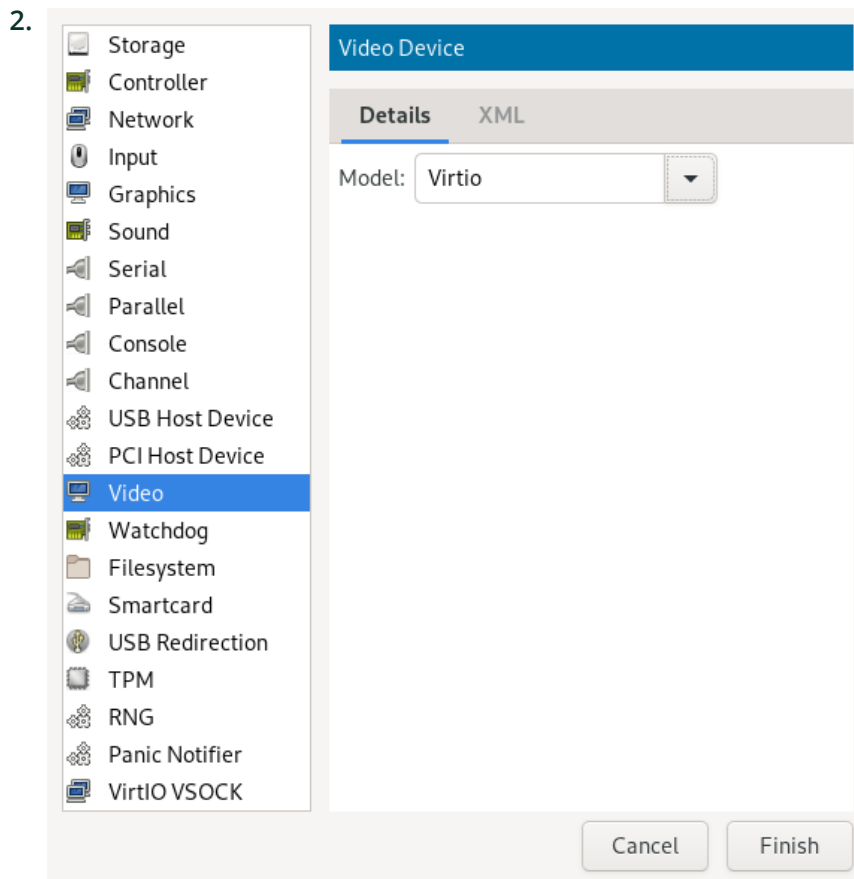 2.
Storage
Controller
Network
Input
Graphics
Sound
Serial
Parallel
Console
Channel
USB Host Device
PCI Host Device
Video
Watchdog
Filesystem
Smartcard
USB Redirection
TPM
RNG
Panic Notifier
VirtIO VSOCK
Video Device
Details XML
Model: Virtio
Cancel Finish